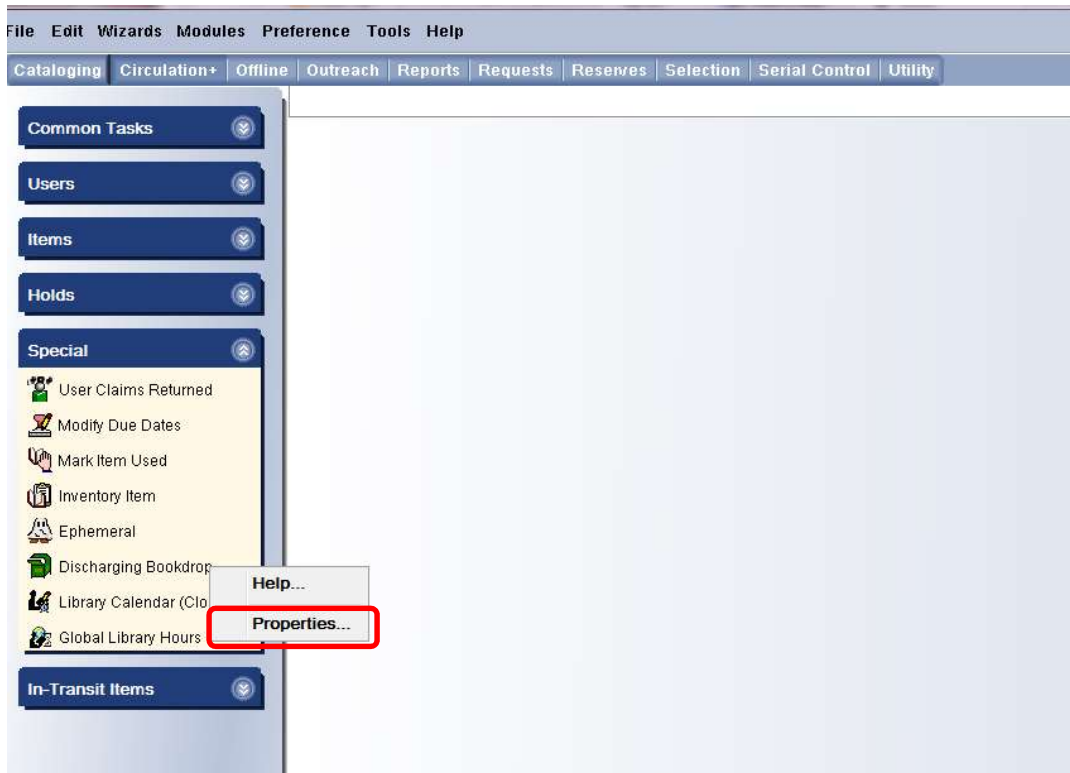 File Edit Wizards Modules Preference Tools Help
Cataloging Circulation+ Offline Outreach Reports Requests Reserves Selection Serial Control Utility
Common Tasks
Users
Items
Holds
Special
User Claims Returned
Modify Due Dates
Mark Item Used
Inventory Item
Ephemeral
Discharging Bookdrop
Help...
Library Calendar (Clo
Properties...
Global Library Hours
In-Transit Items